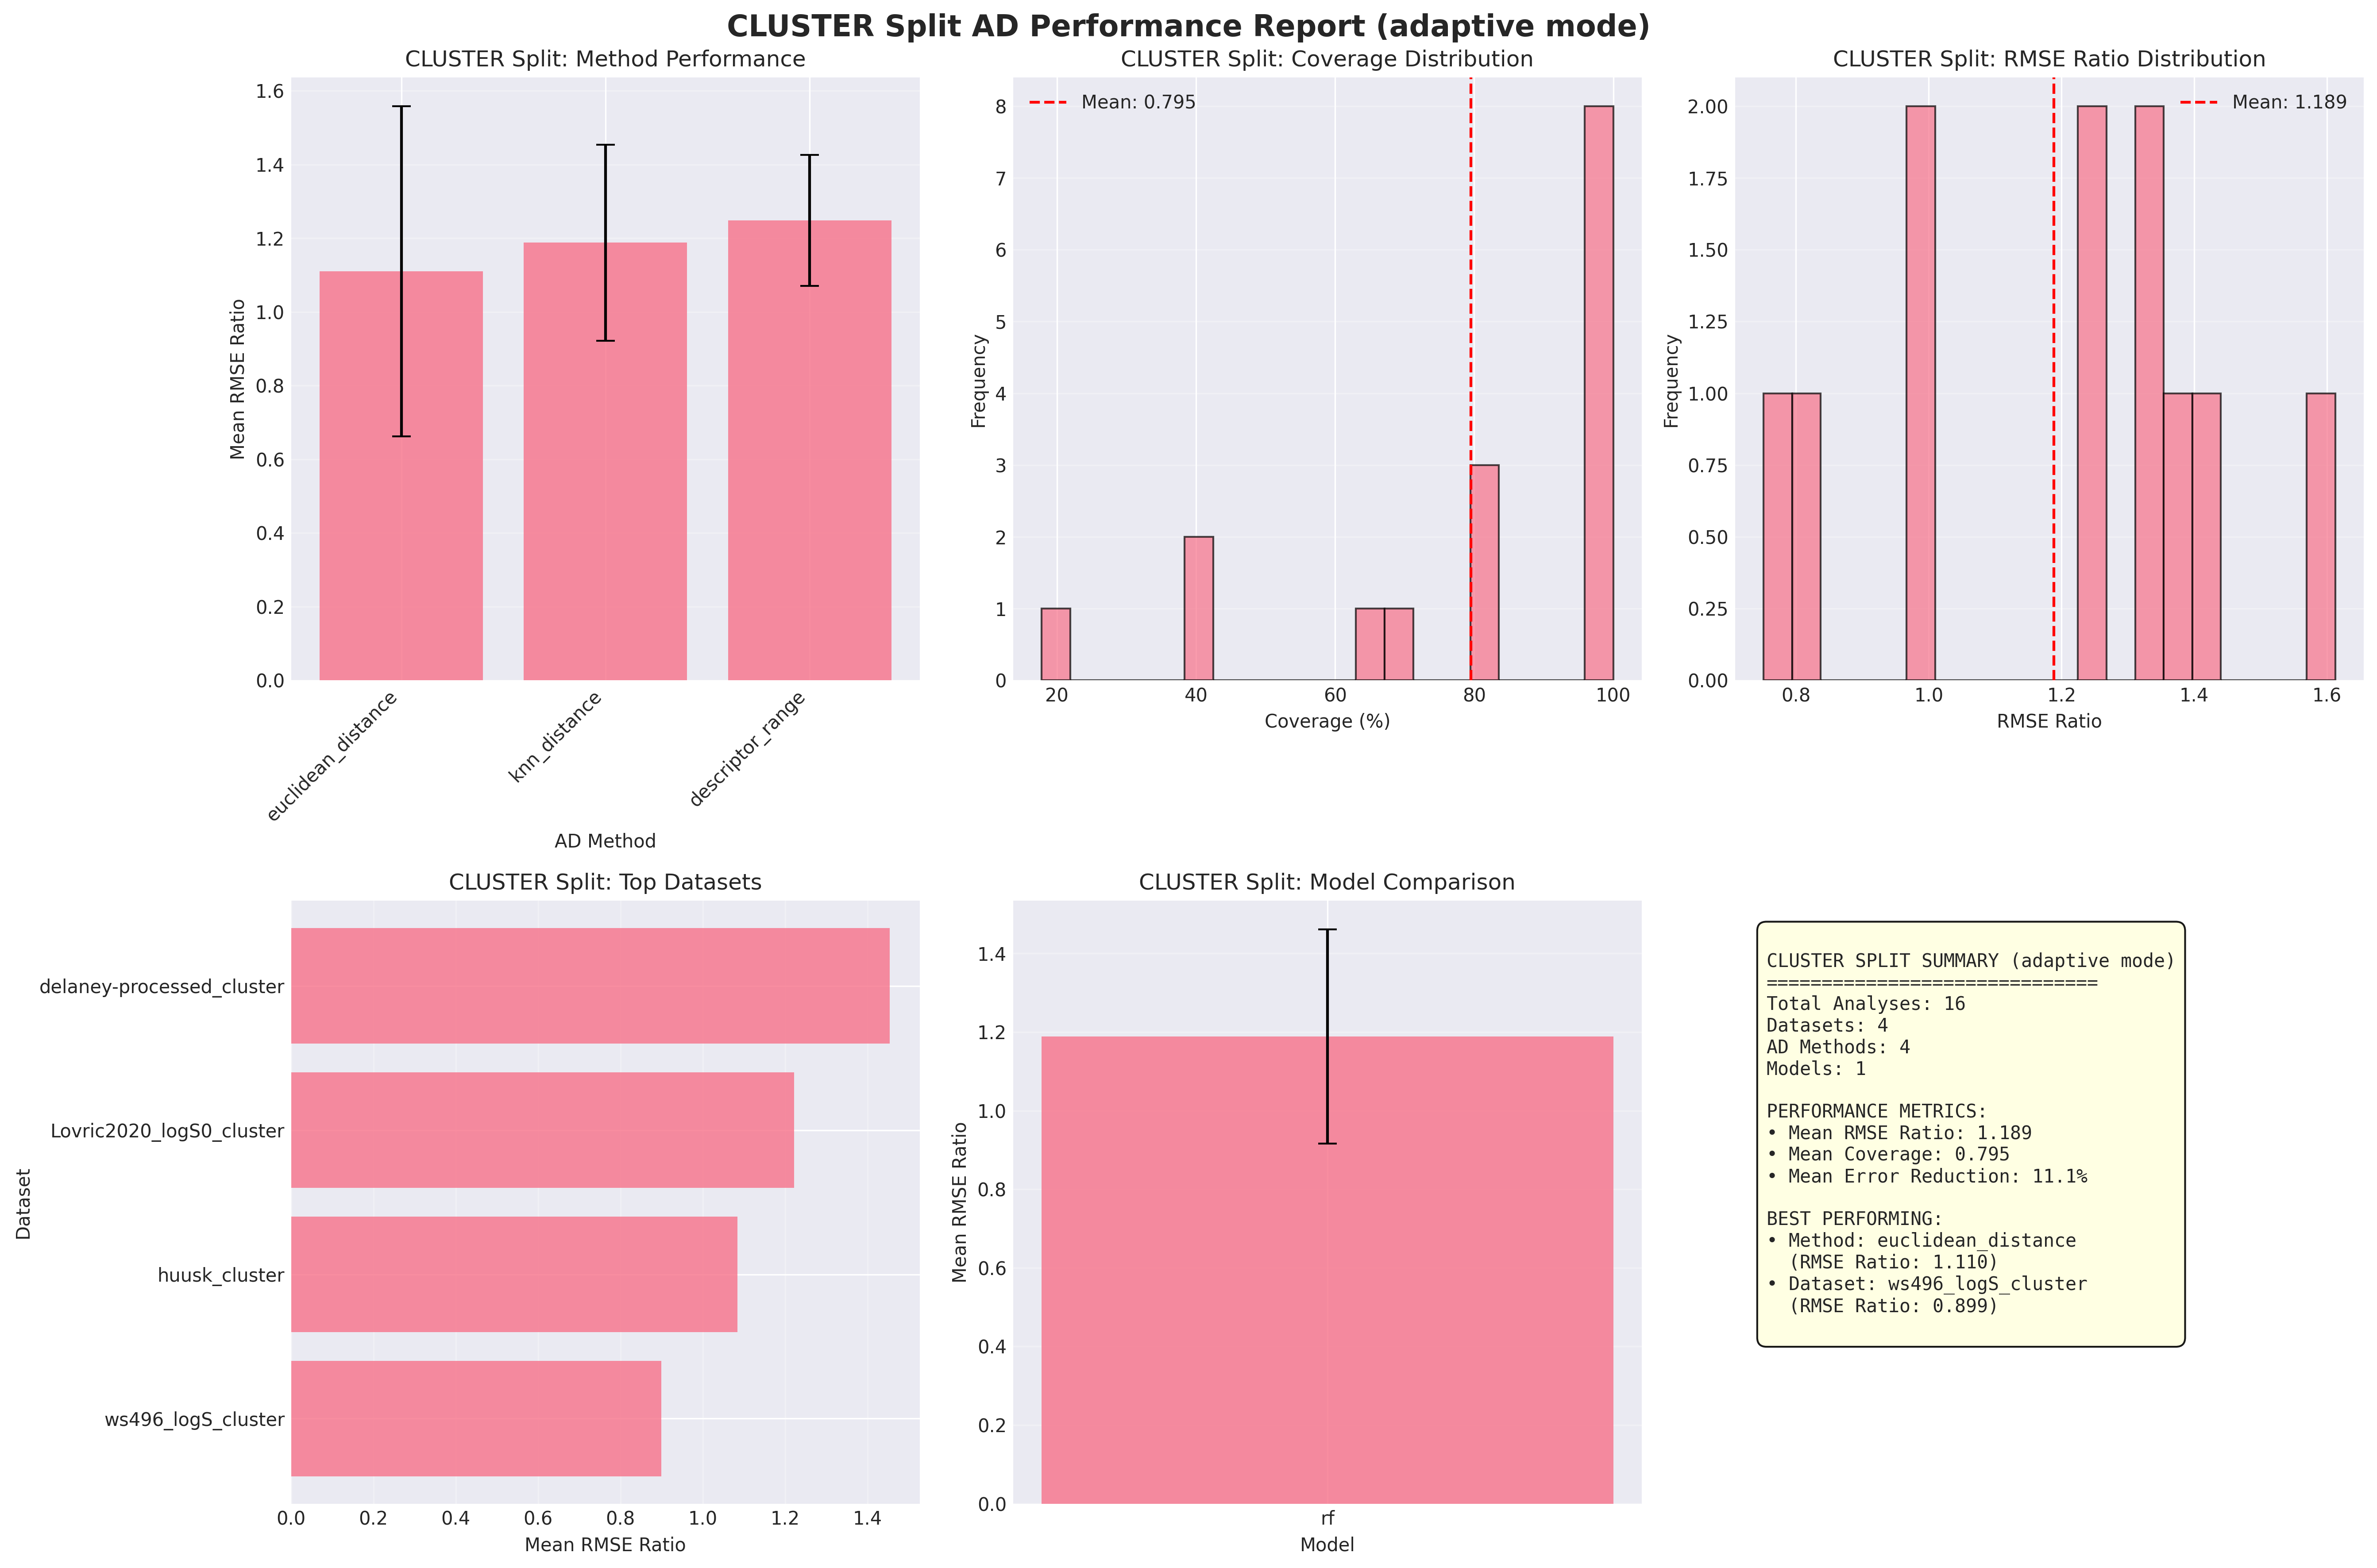 CLUSTER Split AD Performance Report (adaptive mode)
CLUSTER Split: Method Performance
1.6
1.4
1.2
1.0
0.8
0.6
0.4
0.2
0.0
Mean RMSE Ratio
euclidean_distance
knn_distance
descriptor_range
AD Method
CLUSTER Split: Coverage Distribution
Mean: 0.795
8
7
6
5
4
3
2
1
0
Frequency
20
40
60
80
100
Coverage (%)
CLUSTER Split: RMSE Ratio Distribution
Mean: 1.189
2.00
1.75
1.50
1.25
1.00
0.75
0.50
0.25
0.00
Frequency
0.8
1.0
1.2
1.4
1.6
RMSE Ratio
CLUSTER Split: Top Datasets
Dataset
delaney-processed_cluster
Lovric2020_logS0_cluster
huusk_cluster
ws496_logS_cluster
0.0
0.2
0.4
0.6
0.8
1.0
1.2
1.4
Mean RMSE Ratio
CLUSTER Split: Model Comparison
1.4
1.2
1.0
0.8
0.6
0.4
0.2
0.0
Mean RMSE Ratio
rf
Model
CLUSTER SPLIT SUMMARY (adaptive mode)
==============================
Total Analyses: 16
Datasets: 4
AD Methods: 4
Models: 1
PERFORMANCE METRICS:
• Mean RMSE Ratio: 1.189
• Mean Coverage: 0.795
• Mean Error Reduction: 11.1%
BEST PERFORMING:
• Method: euclidean_distance
(RMSE Ratio: 1.110)
• Dataset: ws496_logS_cluster
(RMSE Ratio: 0.899)